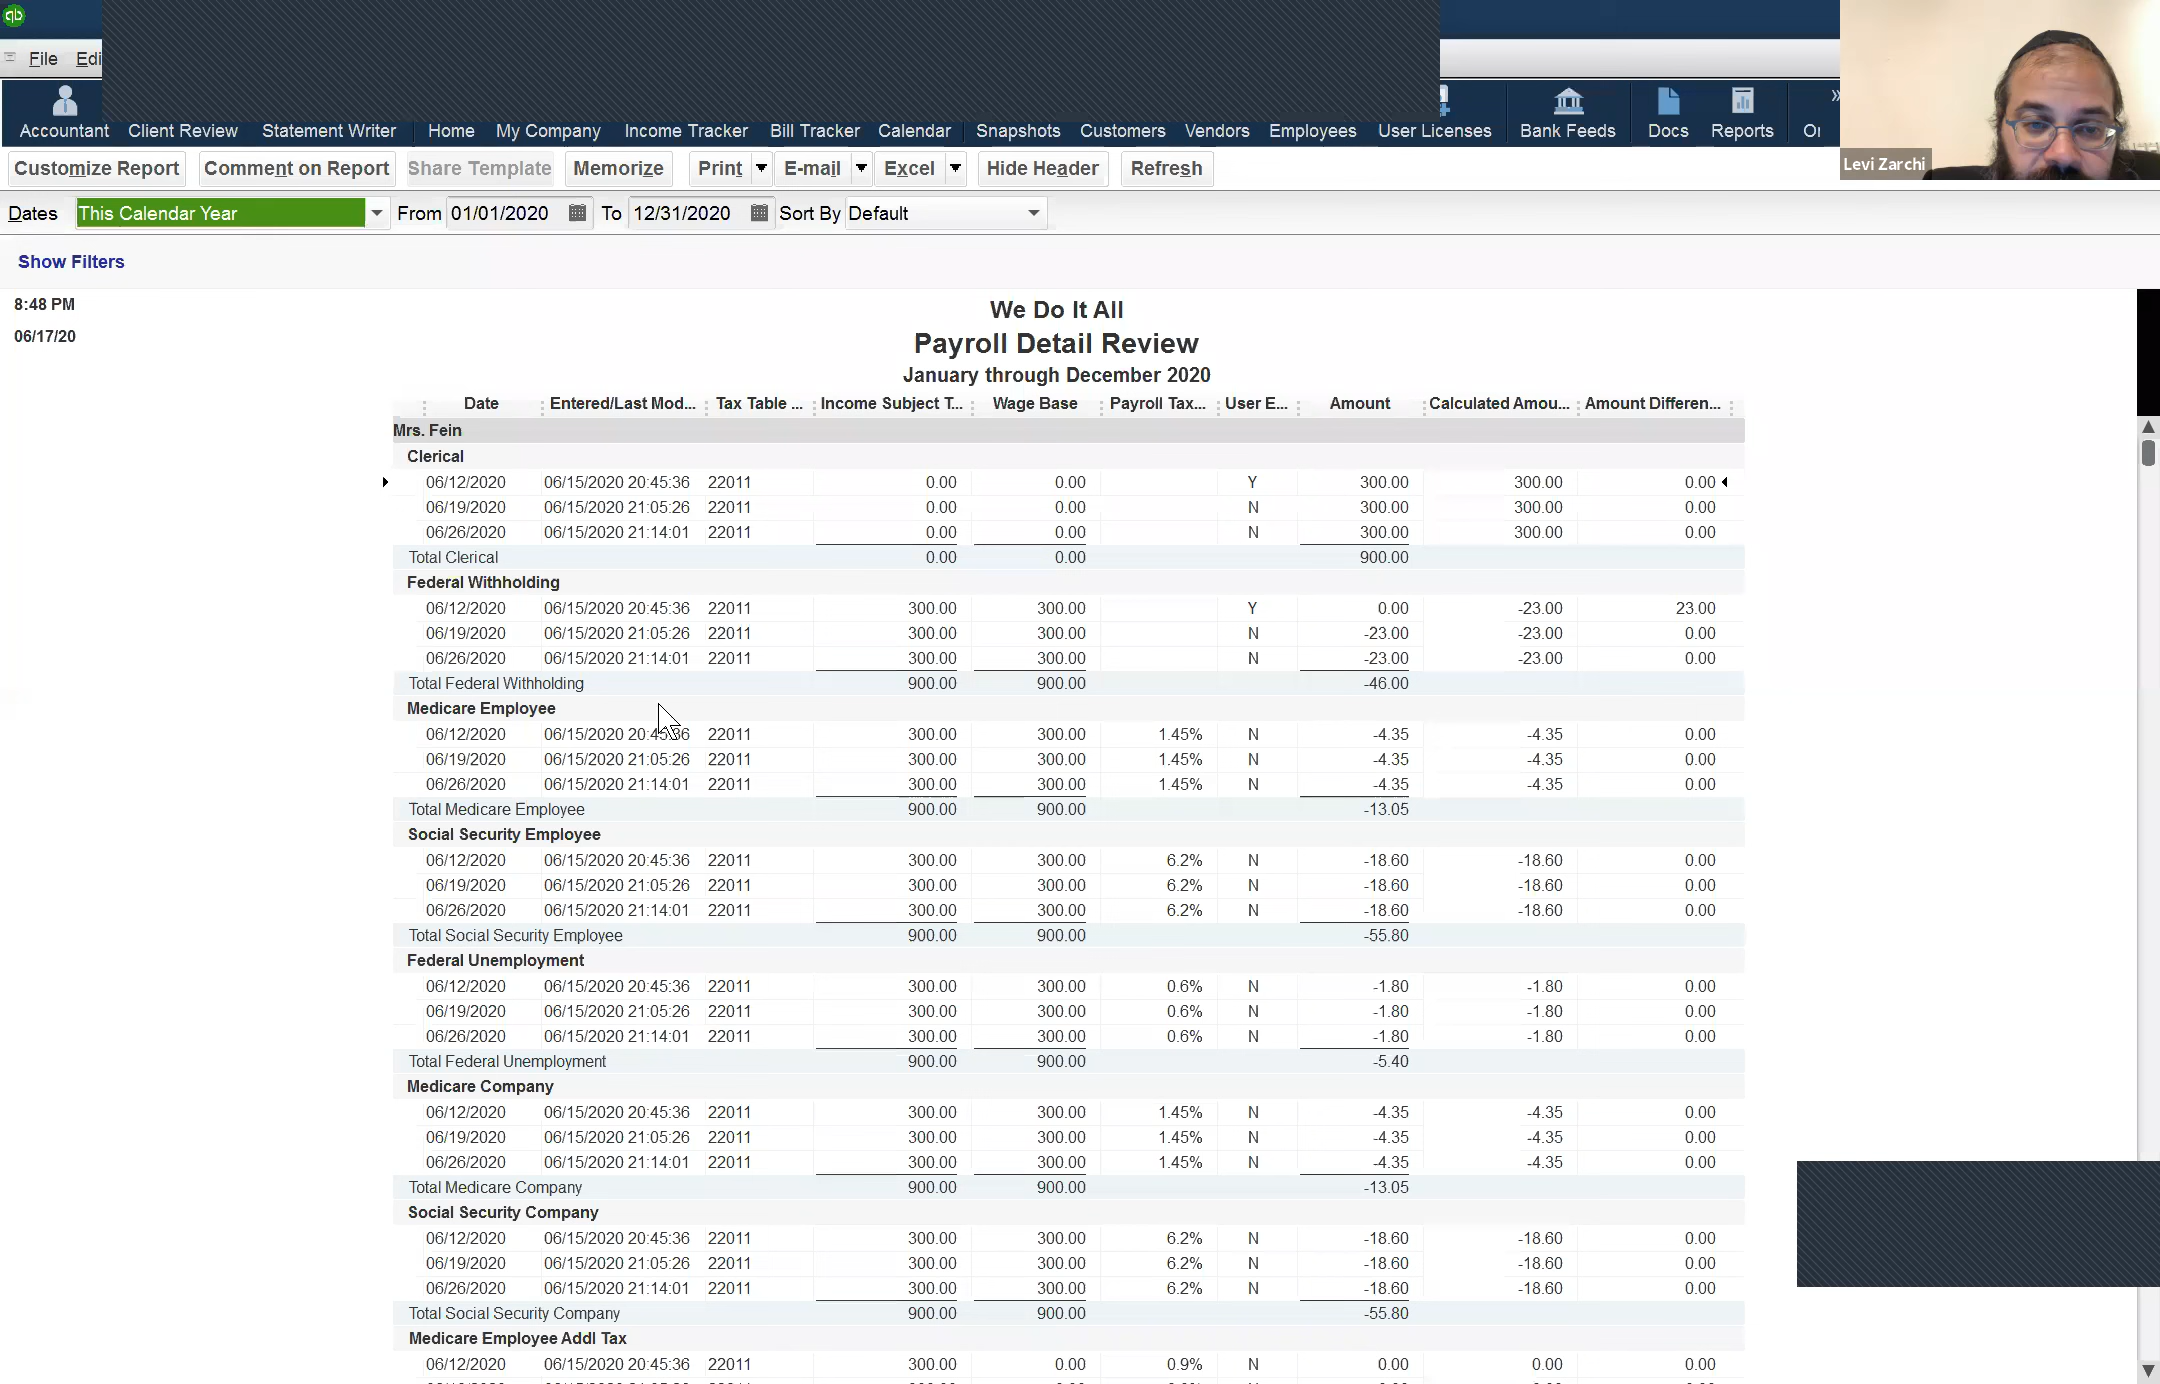 qb
File Edi
Accountant Client Review Statement Writer Home My Company Income Tracker Bill Tracker Calendar Snapshots Customers Vendors Employees User Licenses Bank Feeds Docs Reports
Levi Zarchi
Customize Report Comment on Report Share Template Memorize Print E-mail Excel Hide Header Refresh
Dates This Calendar Year From 01/01/2020 To 12/31/2020 Sort By Default
Show Filters
8:48 PM
06/17/20
We Do It All
Payroll Detail Review
January through December 2020
Date Entered/Last Mod... Tax Table ... Income Subject T... Wage Base Payroll Tax... User E... Amount Calculated Amou... Amount Differen...
Mrs. Fein
Clerical
06/12/2020 06/15/2020 20:45:36 22011 0.00 0.00 Y 300.00 300.00 0.00
06/19/2020 06/15/2020 21:05:26 22011 0.00 0.00 N 300.00 300.00 0.00
06/26/2020 06/15/2020 21:14:01 22011 0.00 0.00 N 300.00 300.00 0.00
Total Clerical 0.00 0.00 900.00
Federal Withholding
06/12/2020 06/15/2020 20:45:36 22011 300.00 300.00 Y 0.00 -23.00 23.00
06/19/2020 06/15/2020 21:05:26 22011 300.00 300.00 N -23.00 -23.00 0.00
06/26/2020 06/15/2020 21:14:01 22011 300.00 300.00 N -23.00 -23.00 0.00
Total Federal Withholding 900.00 900.00 -46.00
Medicare Employee
06/12/2020 06/15/2020 20:45:36 22011 300.00 300.00 1.45% N -4.35 -4.35 0.00
06/19/2020 06/15/2020 21:05:26 22011 300.00 300.00 1.45% N -4.35 -4.35 0.00
06/26/2020 06/15/2020 21:14:01 22011 300.00 300.00 1.45% N -4.35 -4.35 0.00
Total Medicare Employee 900.00 900.00 -13.05
Social Security Employee
06/12/2020 06/15/2020 20:45:36 22011 300.00 300.00 6.2% N -18.60 -18.60 0.00
06/19/2020 06/15/2020 21:05:26 22011 300.00 300.00 6.2% N -18.60 -18.60 0.00
06/26/2020 06/15/2020 21:14:01 22011 300.00 300.00 6.2% N -18.60 -18.60 0.00
Total Social Security Employee 900.00 900.00 -55.80
Federal Unemployment
06/12/2020 06/15/2020 20:45:36 22011 300.00 300.00 0.6% N -1.80 -1.80 0.00
06/19/2020 06/15/2020 21:05:26 22011 300.00 300.00 0.6% N -1.80 -1.80 0.00
06/26/2020 06/15/2020 21:14:01 22011 300.00 300.00 0.6% N -1.80 -1.80 0.00
Total Federal Unemployment 900.00 900.00 -5.40
Medicare Company
06/12/2020 06/15/2020 20:45:36 22011 300.00 300.00 1.45% N -4.35 -4.35 0.00
06/19/2020 06/15/2020 21:05:26 22011 300.00 300.00 1.45% N -4.35 -4.35 0.00
06/26/2020 06/15/2020 21:14:01 22011 300.00 300.00 1.45% N -4.35 -4.35 0.00
Total Medicare Company 900.00 900.00 -13.05
Social Security Company
06/12/2020 06/15/2020 20:45:36 22011 300.00 300.00 6.2% N -18.60 -18.60 0.00
06/19/2020 06/15/2020 21:05:26 22011 300.00 300.00 6.2% N -18.60 -18.60 0.00
06/26/2020 06/15/2020 21:14:01 22011 300.00 300.00 6.2% N -18.60 -18.60 0.00
Total Social Security Company 900.00 900.00 -55.80
Medicare Employee Addl Tax
06/12/2020 06/15/2020 20:45:36 22011 300.00 0.00 0.9% N 0.00 0.00 0.00